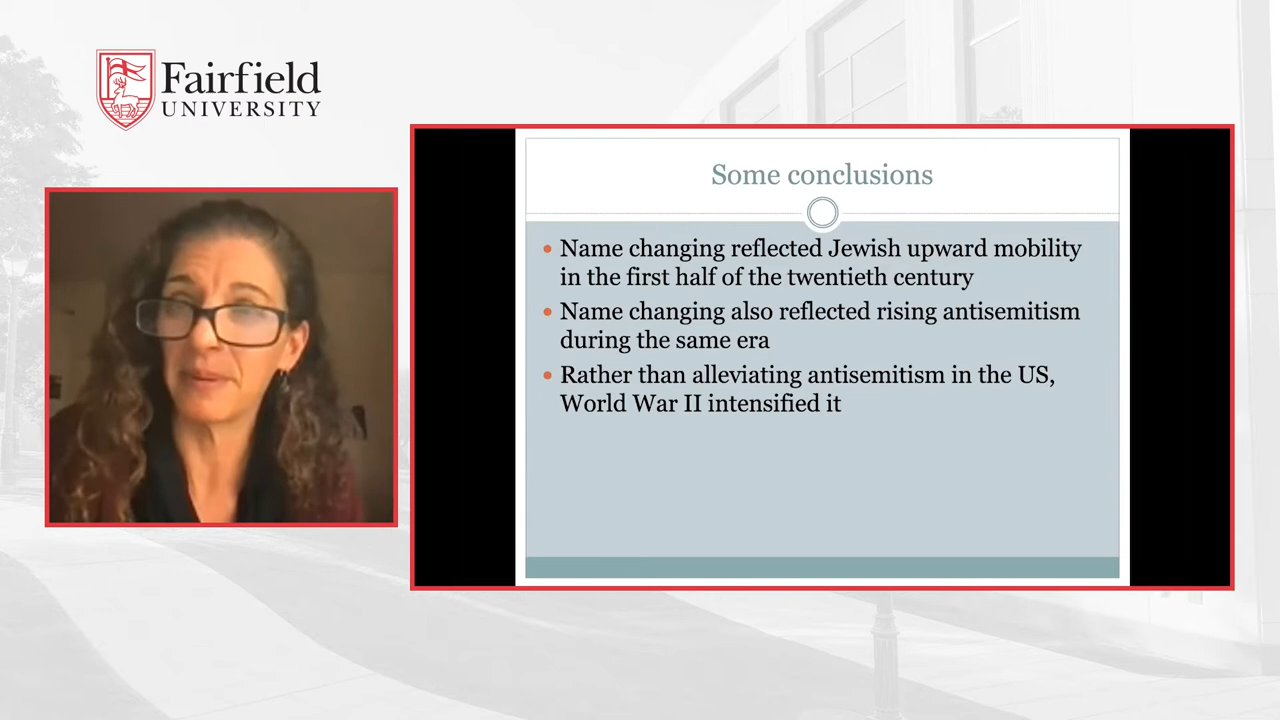 Fairfield
UNIVERSITY
Some conclusions
• Name changing reflected Jewish upward mobility
in the first half of the twentieth century
• Name changing also reflected rising antisemitism
during the same era
• Rather than alleviating antisemitism in the US,
World War II intensified it